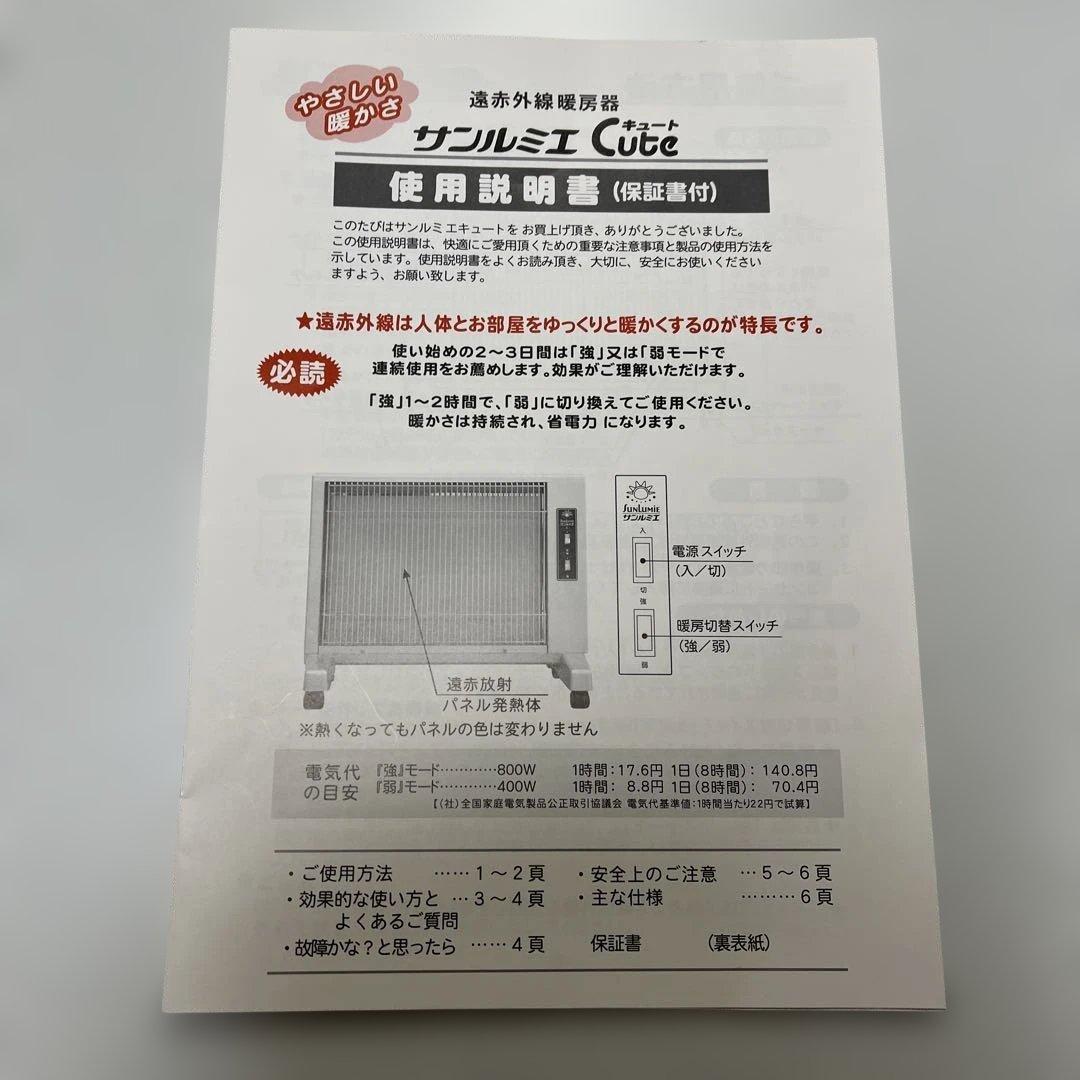 やさしい
暖かさ
遠赤外線暖房器
キュート
サンルミエ Cute
使用説明書(保証書付)
このたびはサンルミエキュートをお買上げ頂き、ありがとうございました。
この使用説明書は、快適にご愛用頂くための重要な注意事項と製品の使用方法を
示しています。使用説明書をよくお読み頂き、大切に、安全にお使いください
ますよう、お願い致します。
★遠赤外線は人体とお部屋をゆっくりと暖かくするのが特長です。
必読
使い始めの2〜3日間は「強」又は「弱モードで
連続使用をお薦めします。効果がご理解いただけます。
「強」1〜2時間で、「弱」に切り換えてご使用ください。
暖かさは持続され、省電力 になります。
SUNLUMIE
サンルミエ
入
電源スイッチ
(入/切)
切
強
暖房切替スイッチ
(強/弱)
弱
遠赤放射
パネル発熱体
※熱くなってもパネルの色は変わりません
電気代
の目安
『強』モード…………800W 1時間:17.6円 1日(8時間): 140.8円
『弱』モード…………400W 1時間: 8.8円 1日(8時間): 70.4円
【(社)全国家庭電気製品公正取引協議会 電気代基準値:1時間当たり22円で試算】
・ご使用方法 ……1〜2頁
・効果的な使い方と …3〜4頁
よくあるご質問
・故障かな?と思ったら ……4頁
・安全上のご注意 …5〜6頁
・主な仕様 ………6頁
保証書 (裏表紙)